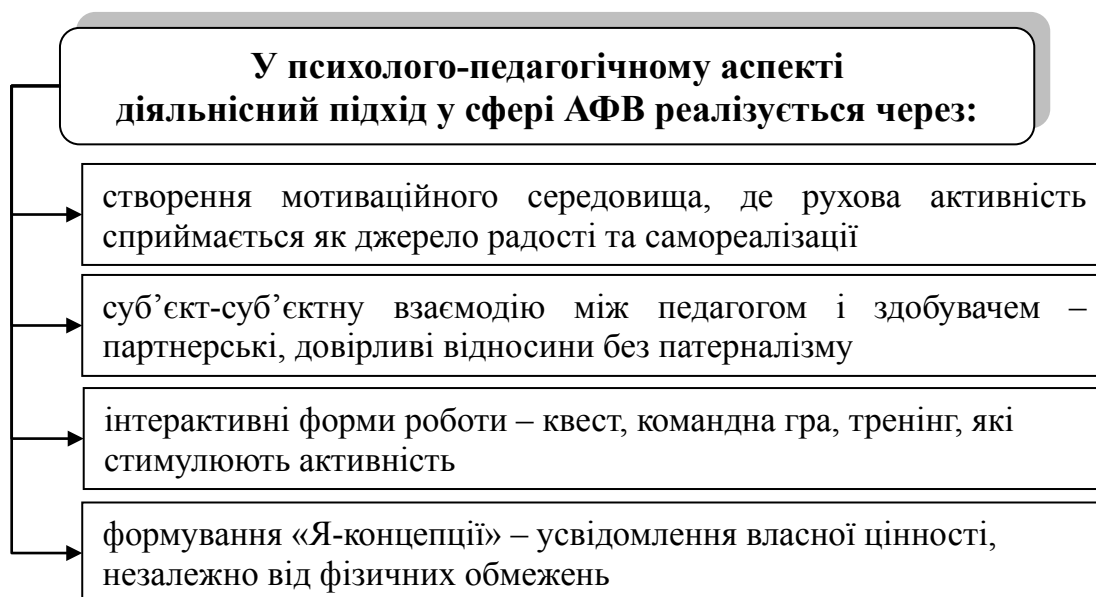 У психолого-педагогічному аспекті
діяльнісний підхід у сфері АФВ реалізується через:
створення мотиваційного середовища, де рухова активність
сприймається як джерело радості та самореалізації
суб’єкт-суб’єктну взаємодію між педагогом і здобувачем –
партнерські, довірливі відносини без патерналізму
інтерактивні форми роботи – квест, командна гра, тренінг, які
стимулюють активність
формування «Я-концепції» – усвідомлення власної цінності,
незалежно від фізичних обмежень